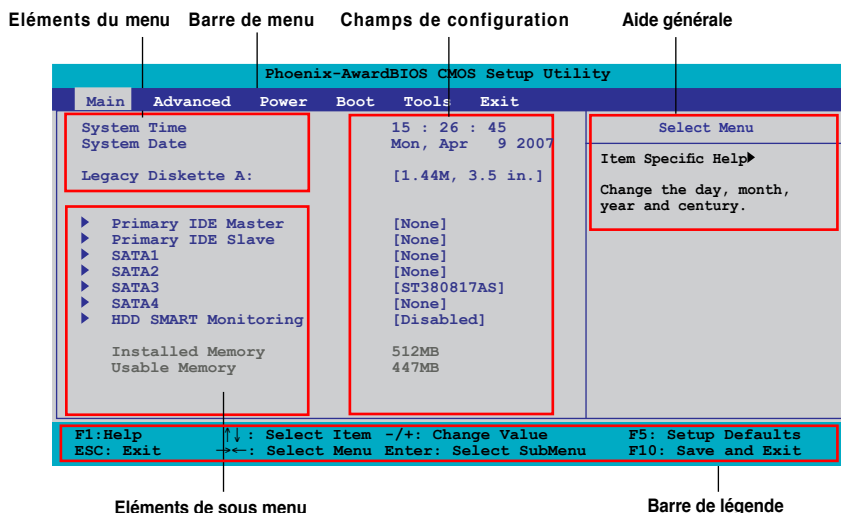 Eléments du menu Barre de menu Champs de configuration Aide générale
Phoenix-AwardBIOS CMOS Setup Utility
Main Advanced Power Boot Tools Exit
System Time 15 : 26 : 45
System Date Mon, Apr 9 2007
Legacy Diskette A: [1.44M, 3.5 in.]
Select Menu
Item Specific Help▶
Change the day, month,
year and century.
▶ Primary IDE Master [None]
▶ Primary IDE Slave [None]
▶ SATA1 [None]
▶ SATA2 [None]
▶ SATA3 [ST380817AS]
▶ SATA4 [None]
▶ HDD SMART Monitoring [Disabled]
Installed Memory 512MB
Usable Memory 447MB
F1:Help ↑↓: Select Item -/+: Change Value F5: Setup Defaults
ESC: Exit →←: Select Menu Enter: Select SubMenu F10: Save and Exit
Eléments de sous menu Barre de légende